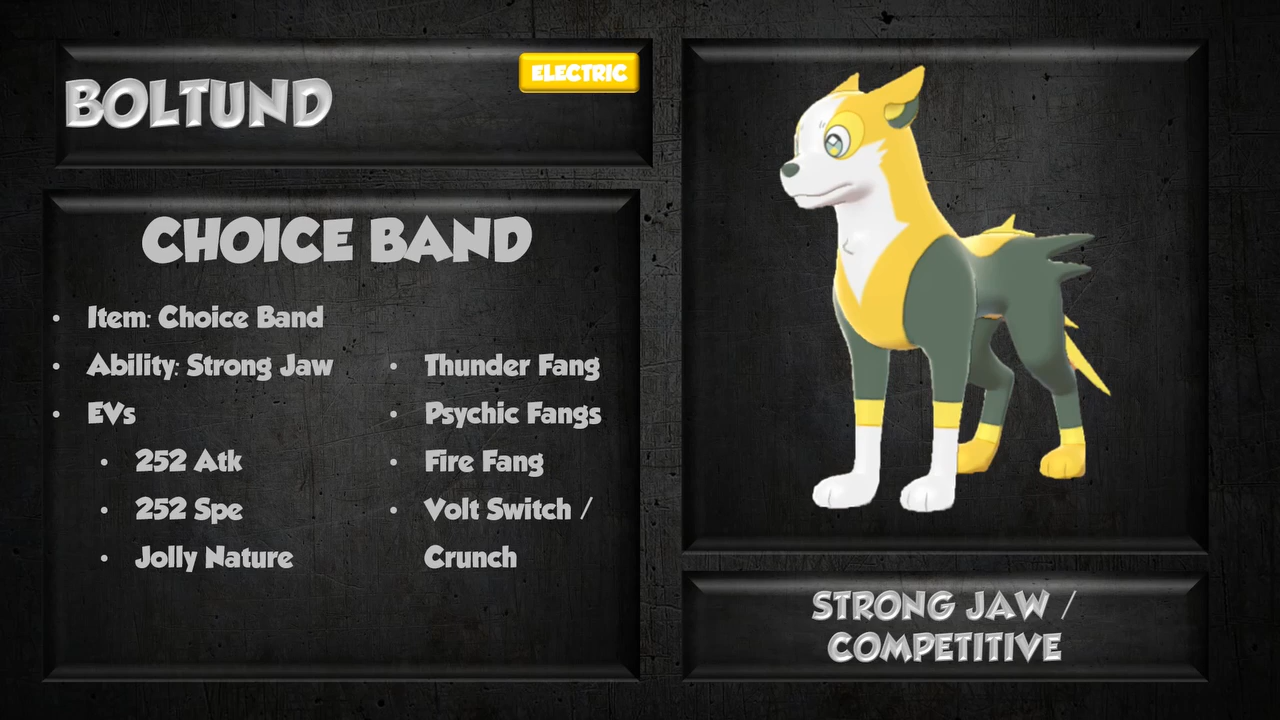 BOLTUND
ELECTRIC
CHOICE BAND
• Item: Choice Band
• Ability: Strong Jaw
• EVs
• 252 Atk
• 252 Spe
• Jolly Nature
• Thunder Fang
• Psychic Fangs
• Fire Fang
• Volt Switch /
Crunch
STRONG JAW /
COMPETITIVE